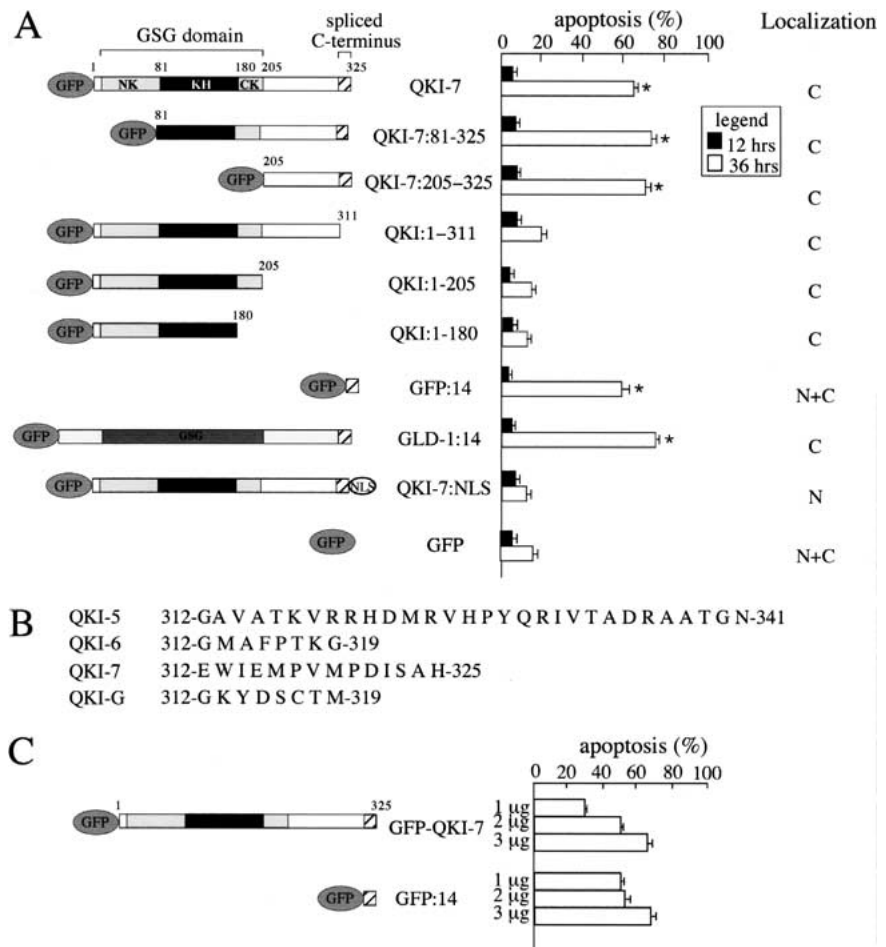 A
GSG domain
spliced
C-terminus
apoptosis (%)
Localization
0 20 40 60 80 100
1 81 180 205 325
GFP NK KH CK QKI-7 * C
legend
12 hrs
36 hrs
81
GFP QKI-7:81-325 * C
205
GFP QKI-7:205–325 * C
311
GFP QKI:1–311 C
205
GFP QKI:1-205 C
180
GFP QKI:1-180 C
GFP GFP:14 * N+C
GFP GSG GLD-1:14 * C
GFP NLS QKI-7:NLS N
GFP GFP N+C
B
QKI-5 312-GA V A T K V R R H D M R V H P Y Q R I V T A D R A A T G N-341
QKI-6 312-G M A F P T K G-319
QKI-7 312-E W I E M P V M P D I S A H-325
QKI-G 312-G K Y D S C T M-319
C
apoptosis (%)
0 20 40 60 80 100
1 325
GFP GFP-QKI-7
1 µg
2 µg
3 µg
GFP GFP:14
1 µg
2 µg
3 µg